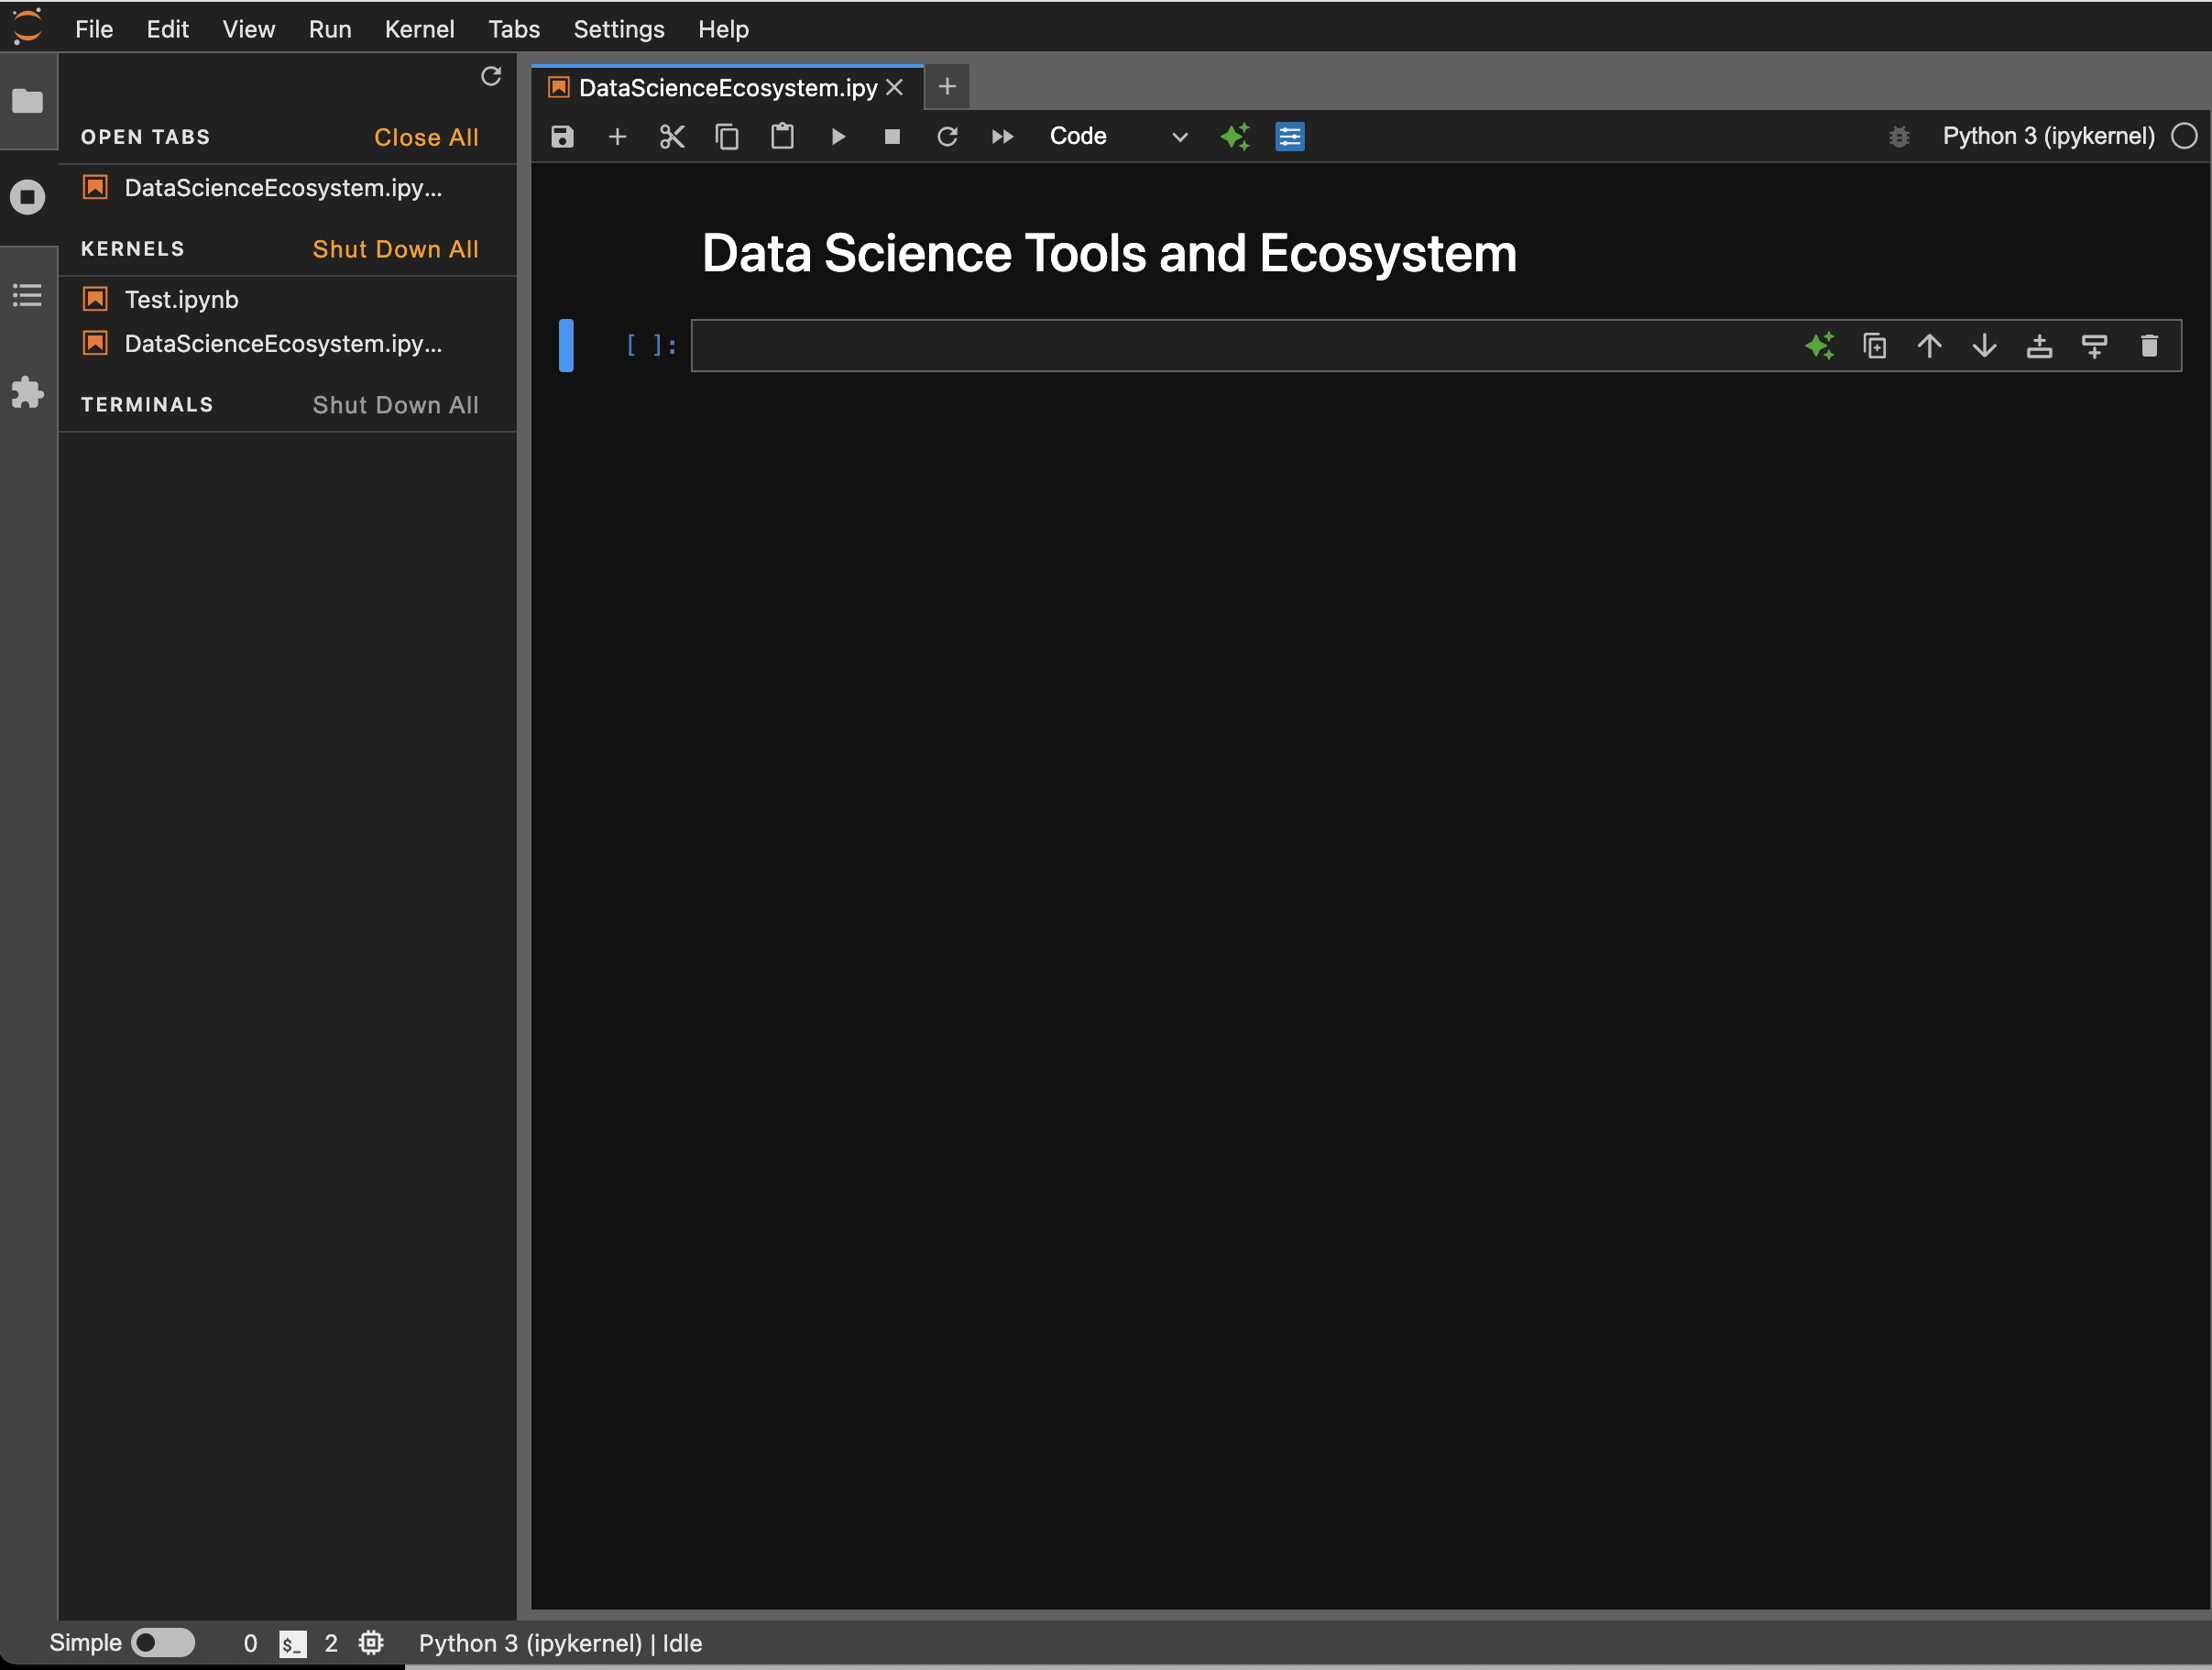 File Edit View Run Kernel Tabs Settings Help
OPEN TABS Close All
DataScienceEcosystem.ipy...
KERNELS Shut Down All
Test.ipynb
DataScienceEcosystem.ipy...
TERMINALS Shut Down All
DataScienceEcosystem.ipy
Code
Python 3 (ipykernel)
Data Science Tools and Ecosystem
[ ]:
Simple 0 $_ 2 Python 3 (ipykernel) | Idle